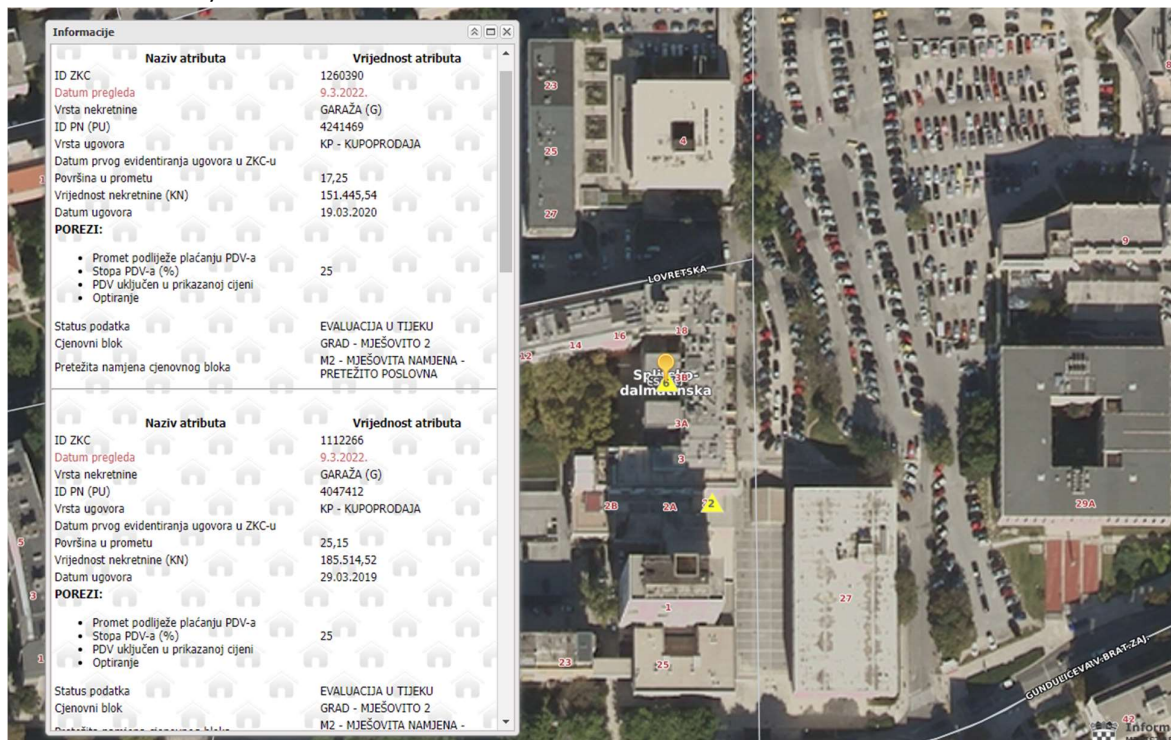 Informacije
Naziv atributa Vrijednost atributa
ID ZKC 1260390
Datum pregleda 9.3.2022.
Vrsta nekretnine GARAŽA (G)
ID PN (PU) 4241469
Vrsta ugovora KP - KUPOPRODAJA
Datum prvog evidentiranja ugovora u ZKC-u
Površina u prometu 17,25
Vrijednost nekretnine (KN) 151.445,54
Datum ugovora 19.03.2020
POREZI:
• Promet podliježe plaćanju PDV-a
• Stopa PDV-a (%) 25
• PDV uključen u prikazanoj cijeni
• Optiranje
Status podatka EVALUACIJA U TIJEKU
Cjenovni blok GRAD - MJEŠOVITO 2
Pretežita namjena cjenovnog bloka M2 - MJEŠOVITA NAMJENA -
PRETEŽITO POSLOVNA
Naziv atributa Vrijednost atributa
ID ZKC 1112266
Datum pregleda 9.3.2022.
Vrsta nekretnine GARAŽA (G)
ID PN (PU) 4047412
Vrsta ugovora KP - KUPOPRODAJA
Datum prvog evidentiranja ugovora u ZKC-u
Površina u prometu 25,15
Vrijednost nekretnine (KN) 185.514,52
Datum ugovora 29.03.2019
POREZI:
• Promet podliježe plaćanju PDV-a
• Stopa PDV-a (%) 25
• PDV uključen u prikazanoj cijeni
• Optiranje
Status podatka EVALUACIJA U TIJEKU
Cjenovni blok GRAD - MJEŠOVITO 2
M2 - MJEŠOVITA NAMJENA -
23
4
25
27
8
9
LOVRETSKA
18
16
14
12
3B
6
Splitsko-
dalmatinska
3A
3
2B
2A
2
29A
27
1
23
25
5
3
1
GUNDULIĆEVA V.BRAT.ZAJ.
42
Inform